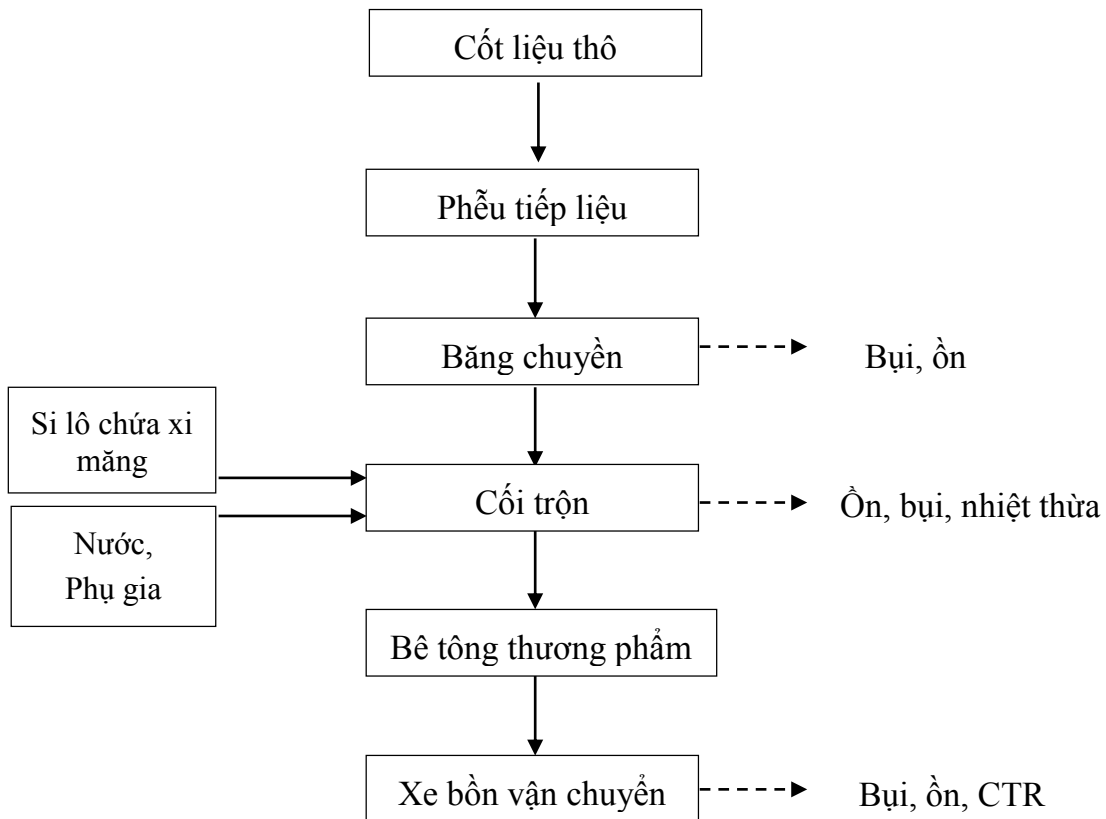 Cốt liệu thô
Phễu tiếp liệu
Băng chuyền
Bụi, ồn
Si lô chứa xi
măng
Cối trộn
Ồn, bụi, nhiệt thừa
Nước,
Phụ gia
Bê tông thương phẩm
Xe bồn vận chuyển
Bụi, ồn, CTR